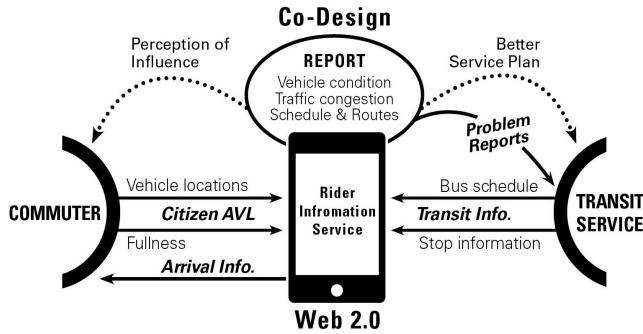 Co-Design
Perception of
Influence
REPORT
Vehicle condition
Traffic congestion
Schedule & Routes
Better
Service Plan
Problem
Reports
COMMUTER
Vehicle locations
Citizen AVL
Fullness
Arrival Info.
Rider
Infromation
Service
Bus schedule
Transit Info.
Stop information
TRANSIT
SERVICE
Web 2.0